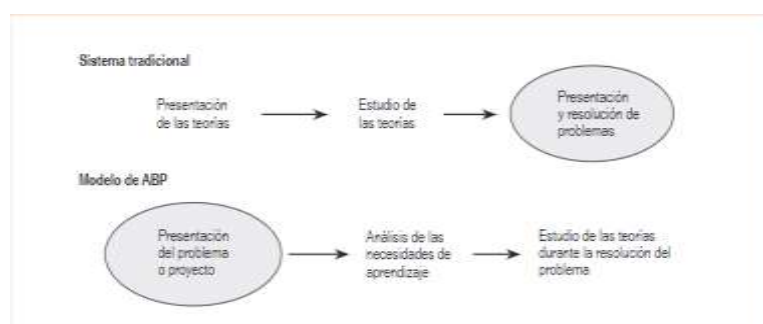 Sistema tradicional
Presentación
de las teorías
Estudio de
las teorías
Presentación
y resolución de
problemas
Modelo de ABP
Presentación
del problema
o proyecto
Análisis de las
necesidades de
aprendizaje
Estudio de las teorías
durante la resolución del
problema